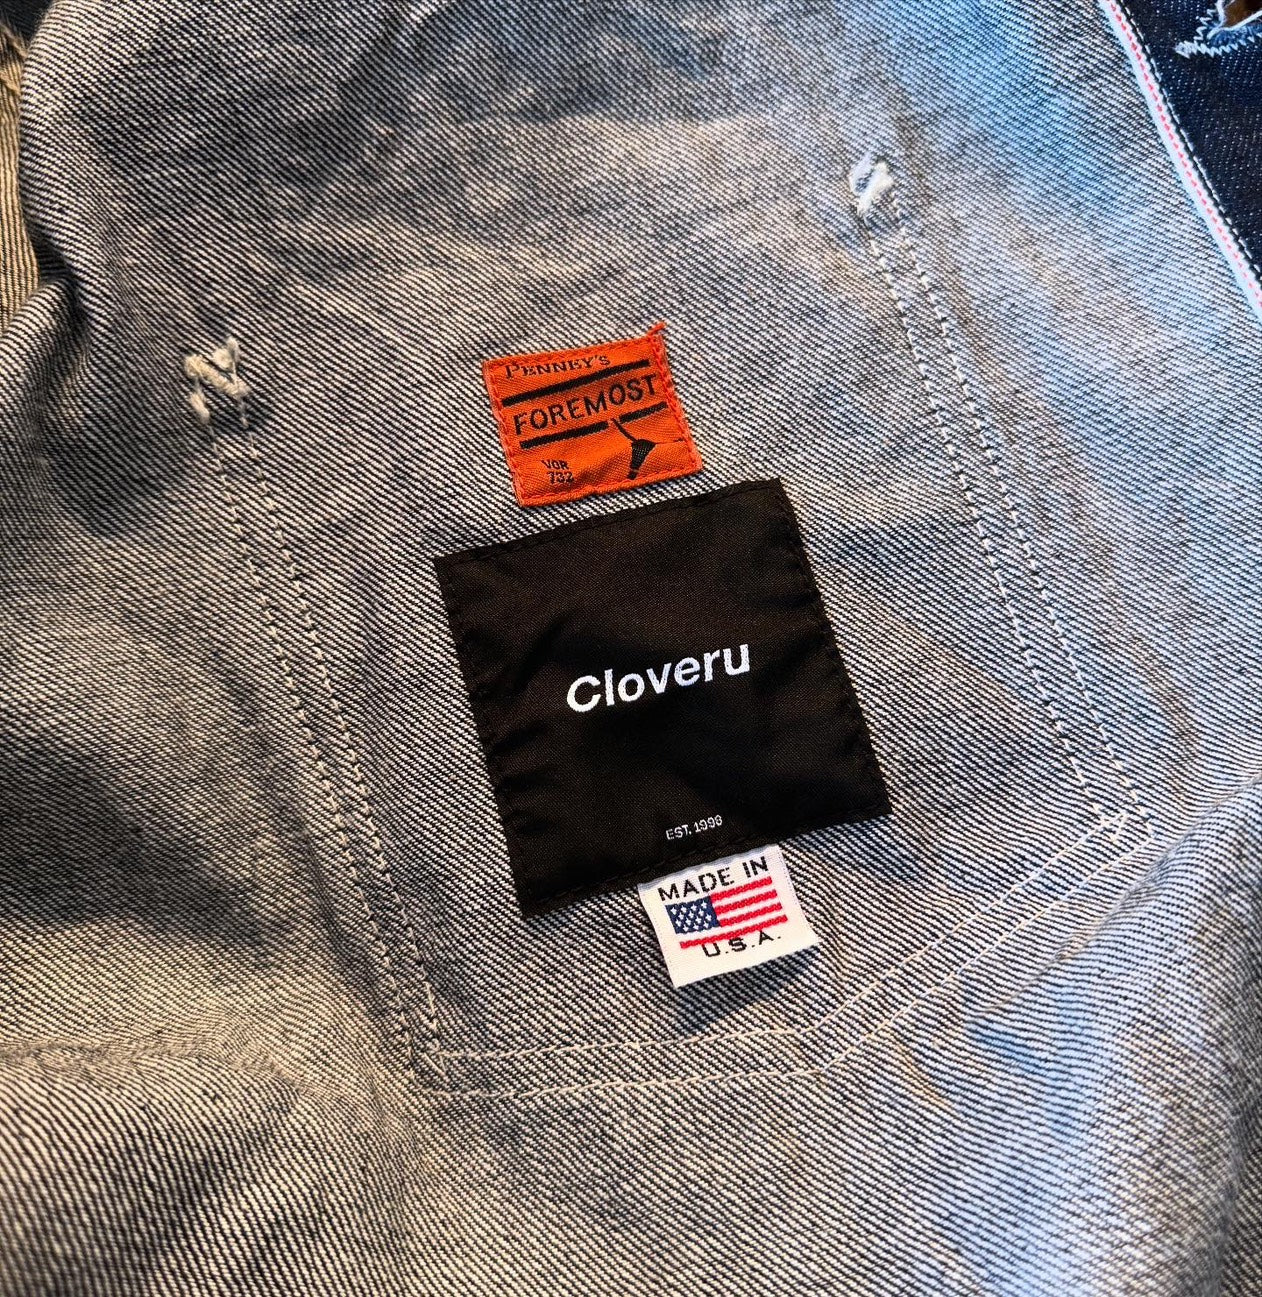 PENNEY'S
FOREMOST
VOR
732
Cloveru
EST. 1998
MADE IN
U.S.A.